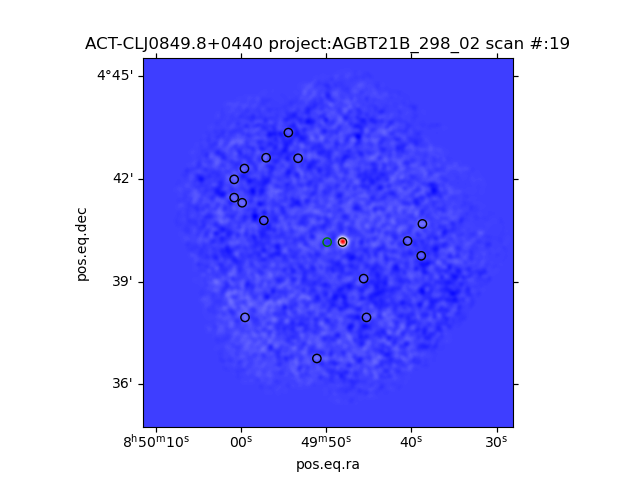 ACT-CLJ0849.8+0440 project:AGBT21B_298_02 scan #:19
4°45'
42'
39'
36'
pos.eq.dec
8ʰ50ᵐ10ˢ 00ˢ 49ᵐ50ˢ 40ˢ 30ˢ
pos.eq.ra